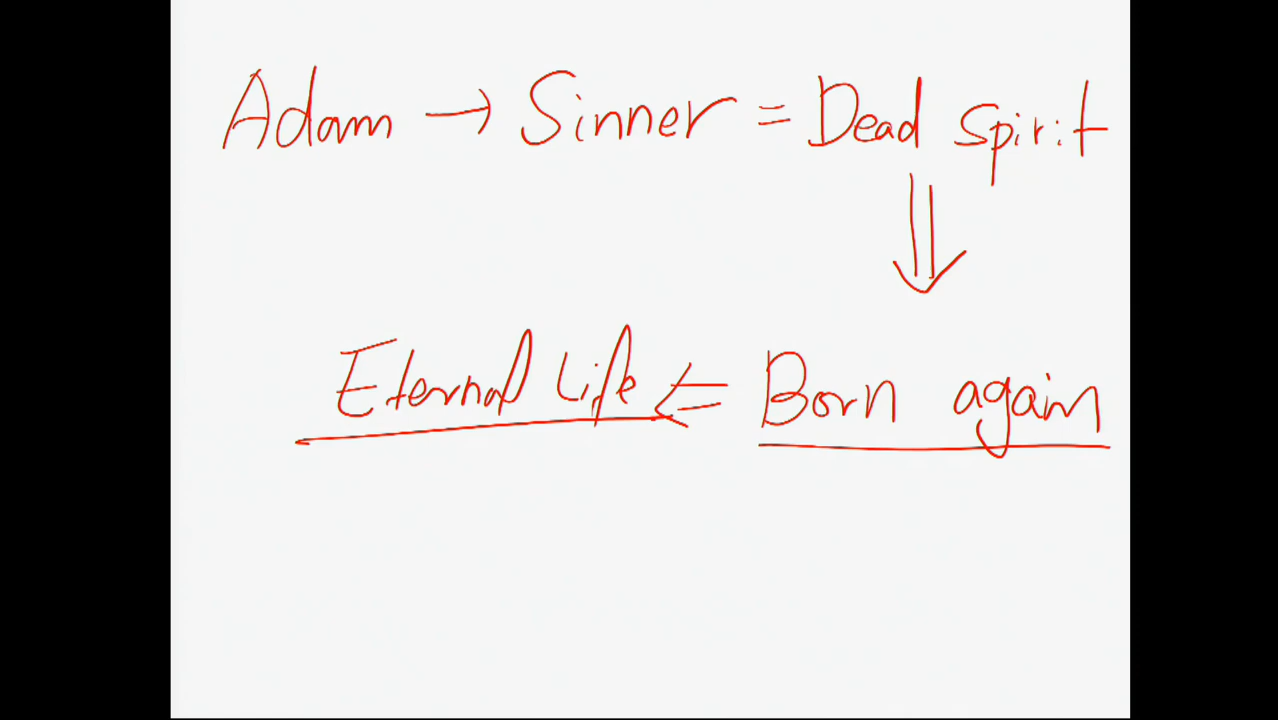 Adam → Sinner = Dead spirit
⇓
Eternal Life ⇐ Born again